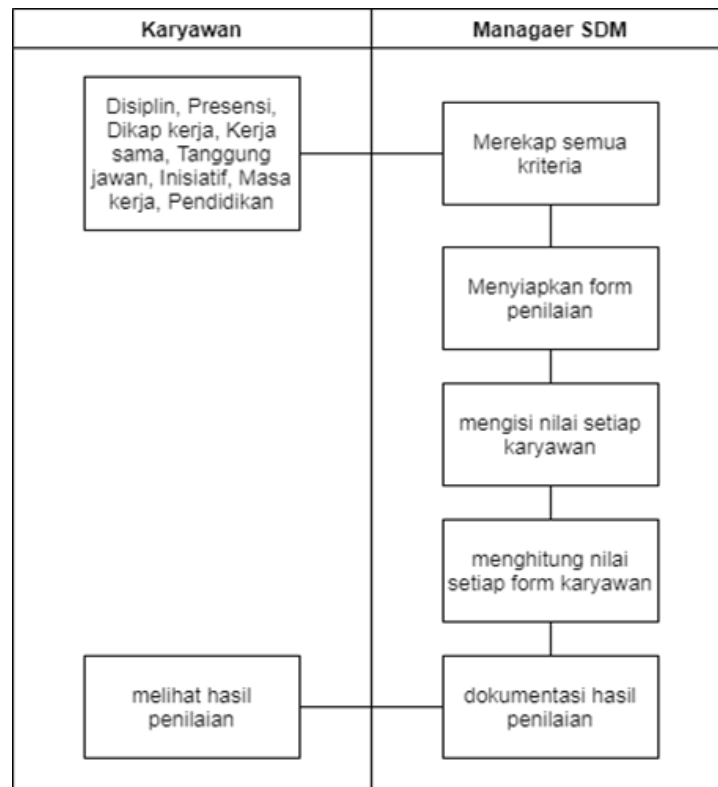 Karyawan
Managaer SDM
Disiplin, Presensi,
Dikap kerja, Kerja
sama, Tanggung
jawan, Inisiatif, Masa
kerja, Pendidikan
Merekap semua
kriteria
Menyiapkan form
penilaian
mengisi nilai setiap
karyawan
menghitung nilai
setiap form karyawan
melihat hasil
penilaian
dokumentasi hasil
penilaian